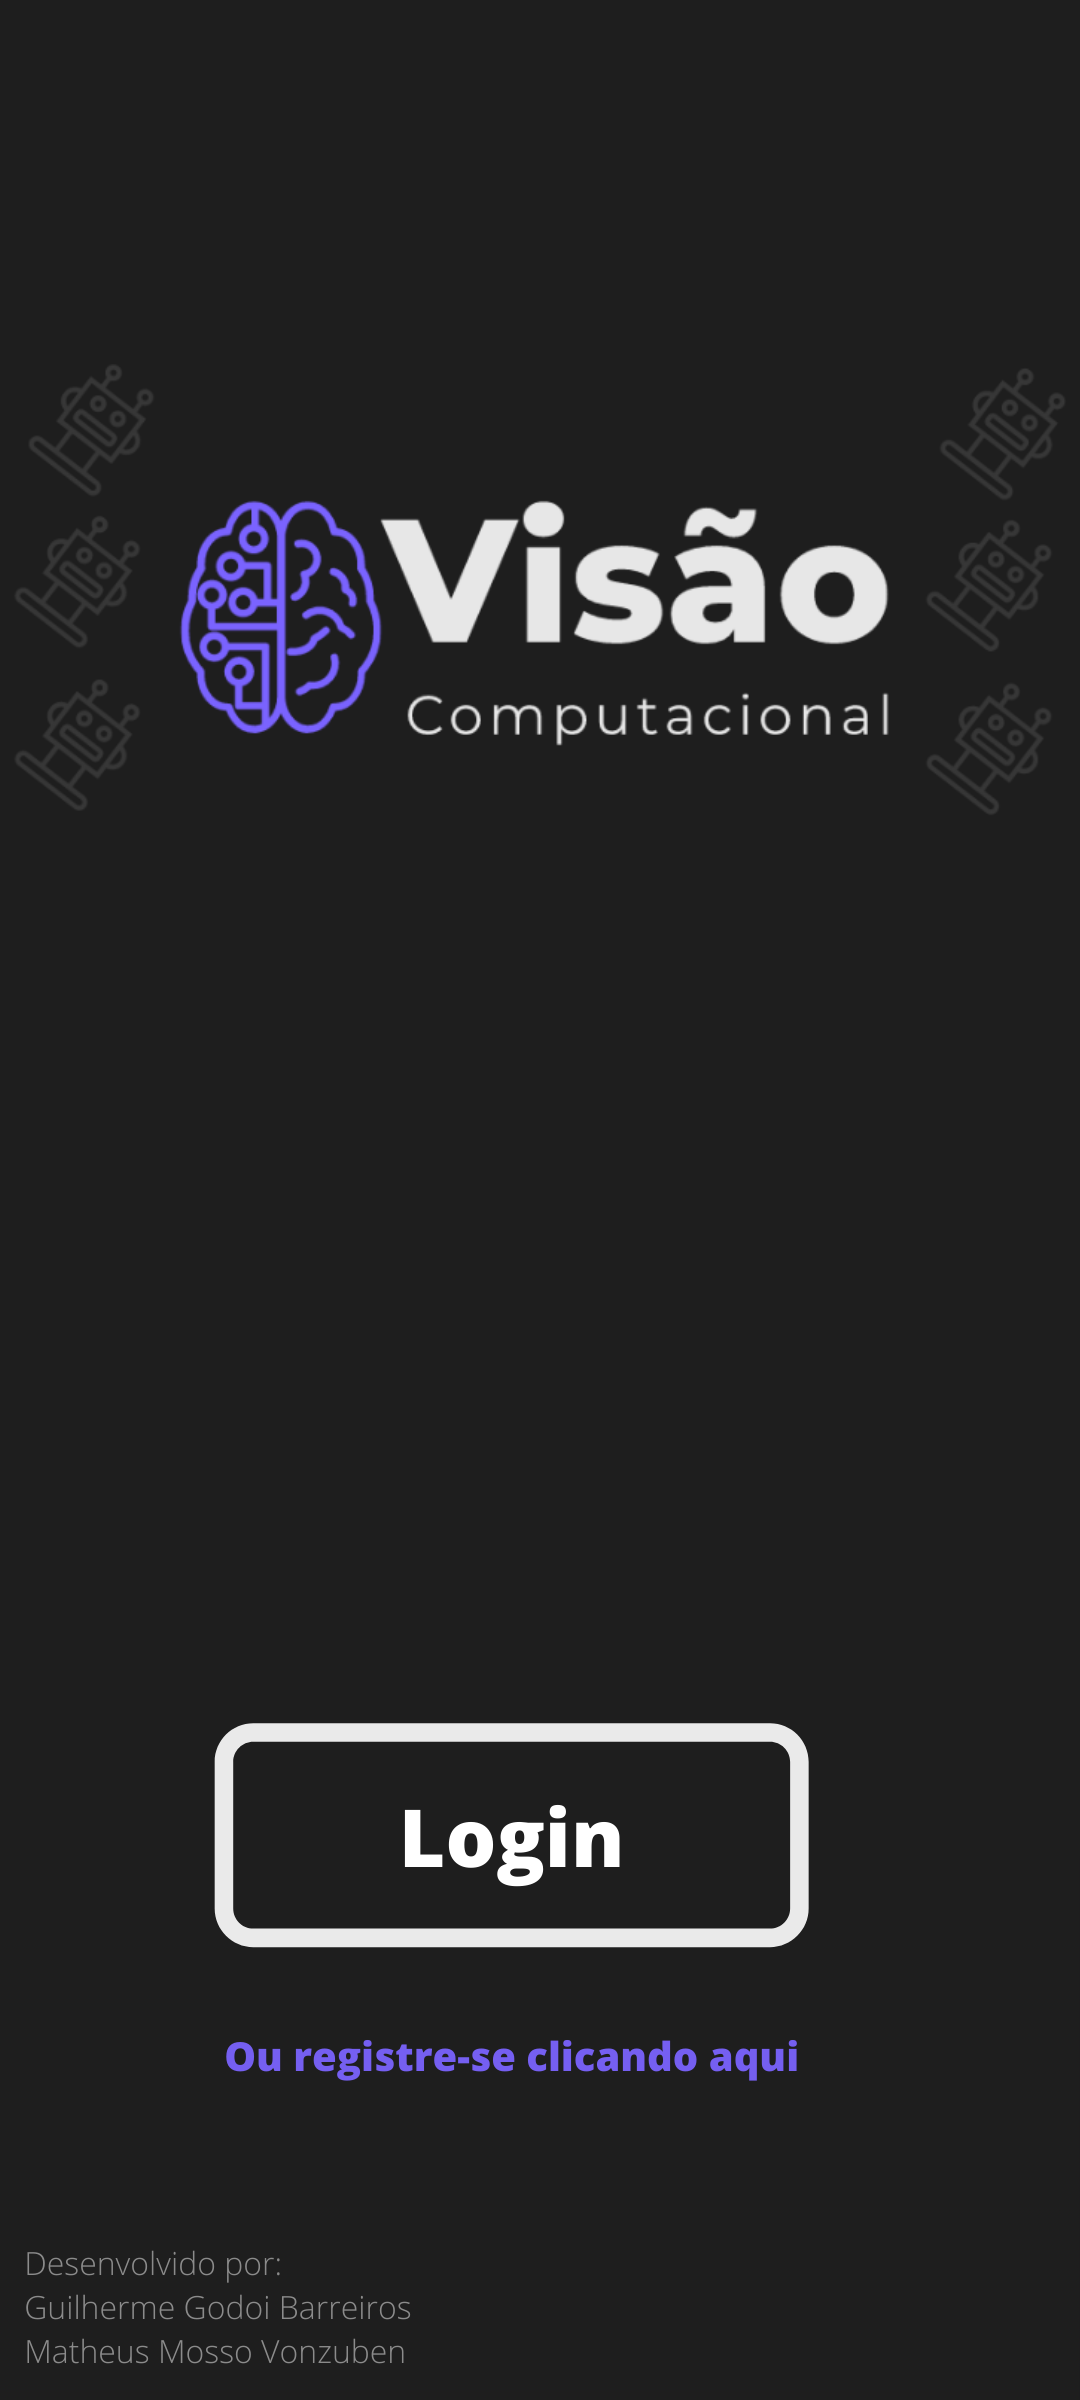 Visão
Computacional
Login
Ou registre-se clicando aqui
Desenvolvido por:
Guilherme Godoi Barreiros
Matheus Mosso Vonzuben